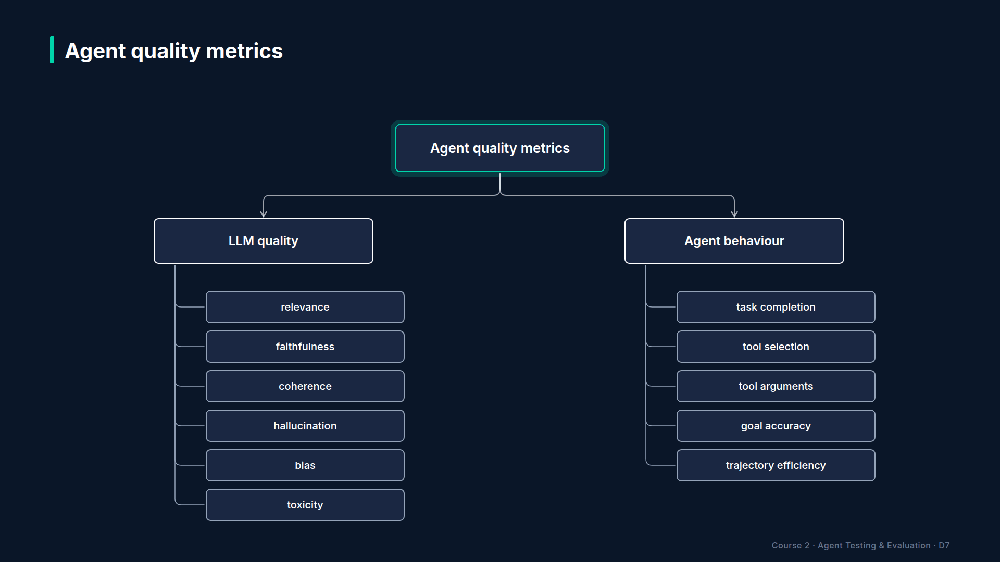 Agent quality metrics
Agent quality metrics
LLM quality
relevance
faithfulness
coherence
hallucination
bias
toxicity
Agent behaviour
task completion
tool selection
tool arguments
goal accuracy
trajectory efficiency
Course 2 · Agent Testing & Evaluation · D7